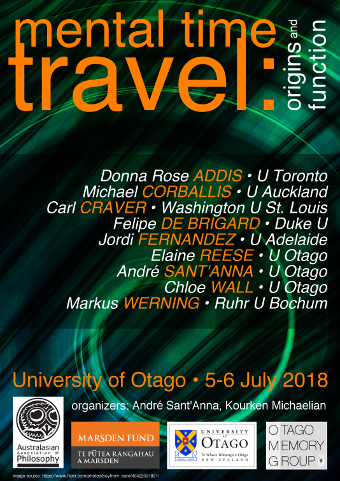 mental time
travel:
origins and
function
Donna Rose ADDIS • U Toronto
Michael CORBALLIS • U Auckland
Carl CRAVER • Washington U St. Louis
Felipe DE BRIGARD • Duke U
Jordi FERNANDEZ • U Adelaide
Elaine REESE • U Otago
André SANT'ANNA • U Otago
Chloe WALL • U Otago
Markus WERNING • Ruhr U Bochum
University of Otago • 5-6 July 2018
organizers: André Sant'Anna, Kourken Michaelian
Australasian
Association of
Philosophy
MARSDEN FUND
TE PŪTEA RANGAHAU
A MARSDEN
UNIVERSITY
of
OTAGO
Te Whare Wānanga o Otāgo
NEW ZEALAND
OTAGO
MEMORY
GROUP
image source: